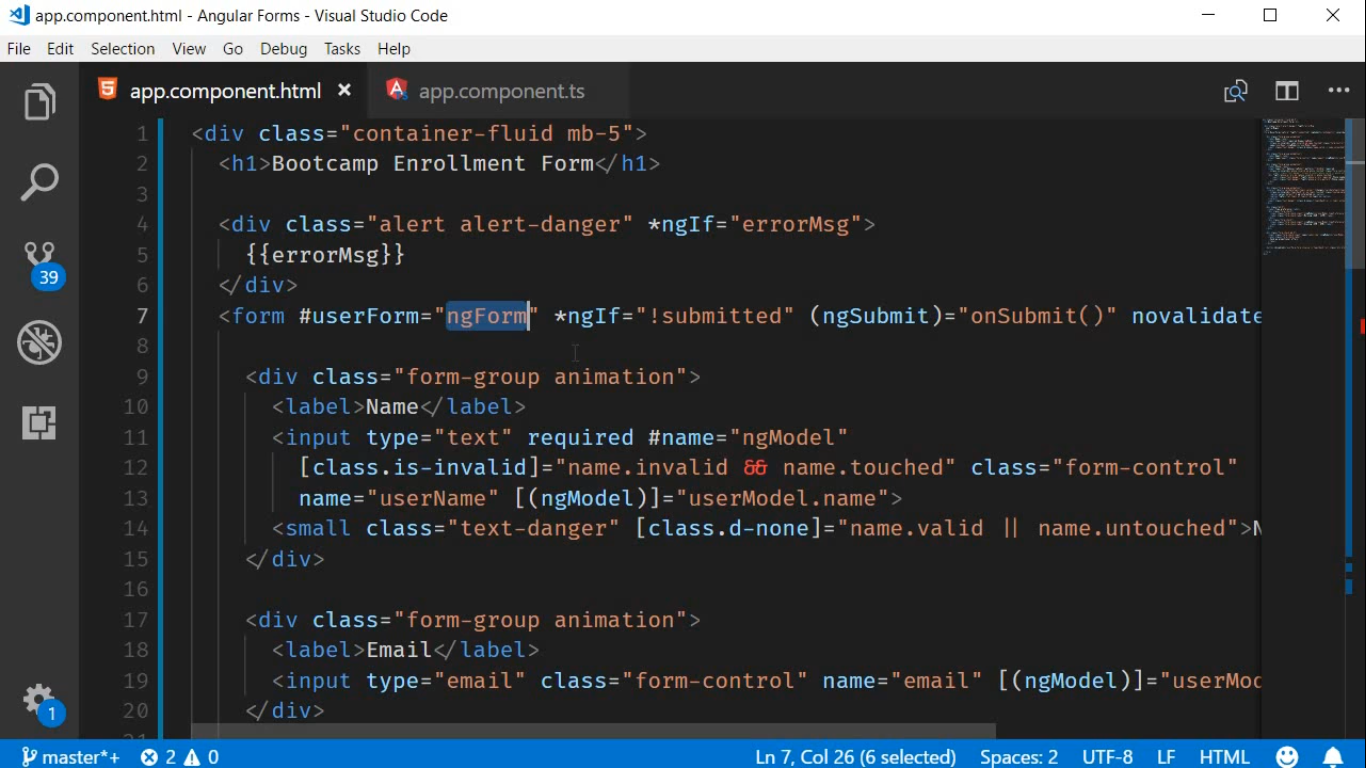 app.component.html - Angular Forms - Visual Studio Code
File Edit Selection View Go Debug Tasks Help
app.component.html app.component.ts
1 <div class="container-fluid mb-5">
2 <h1>Bootcamp Enrollment Form</h1>
3
4 <div class="alert alert-danger" *ngIf="errorMsg">
5 {{errorMsg}}
6 </div>
7 <form #userForm="ngForm" *ngIf="!submitted" (ngSubmit)="onSubmit()" novalidate
8
9 <div class="form-group animation">
10 <label>Name</label>
11 <input type="text" required #name="ngModel"
12 [class.is-invalid]="name.invalid && name.touched" class="form-control"
13 name="userName" [(ngModel)]="userModel.name">
14 <small class="text-danger" [class.d-none]="name.valid || name.untouched">N
15 </div>
16
17 <div class="form-group animation">
18 <label>Email</label>
19 <input type="email" class="form-control" name="email" [(ngModel)]="userMod
20 </div>
39
1
master*+ 2 0 Ln 7, Col 26 (6 selected) Spaces: 2 UTF-8 LF HTML